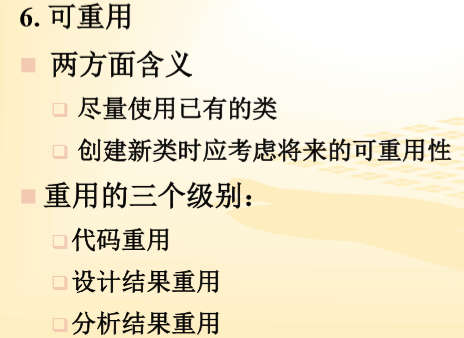 6. 可重用
两方面含义
尽量使用已有的类
创建新类时应考虑将来的可重用性
重用的三个级别：
代码重用
设计结果重用
分析结果重用